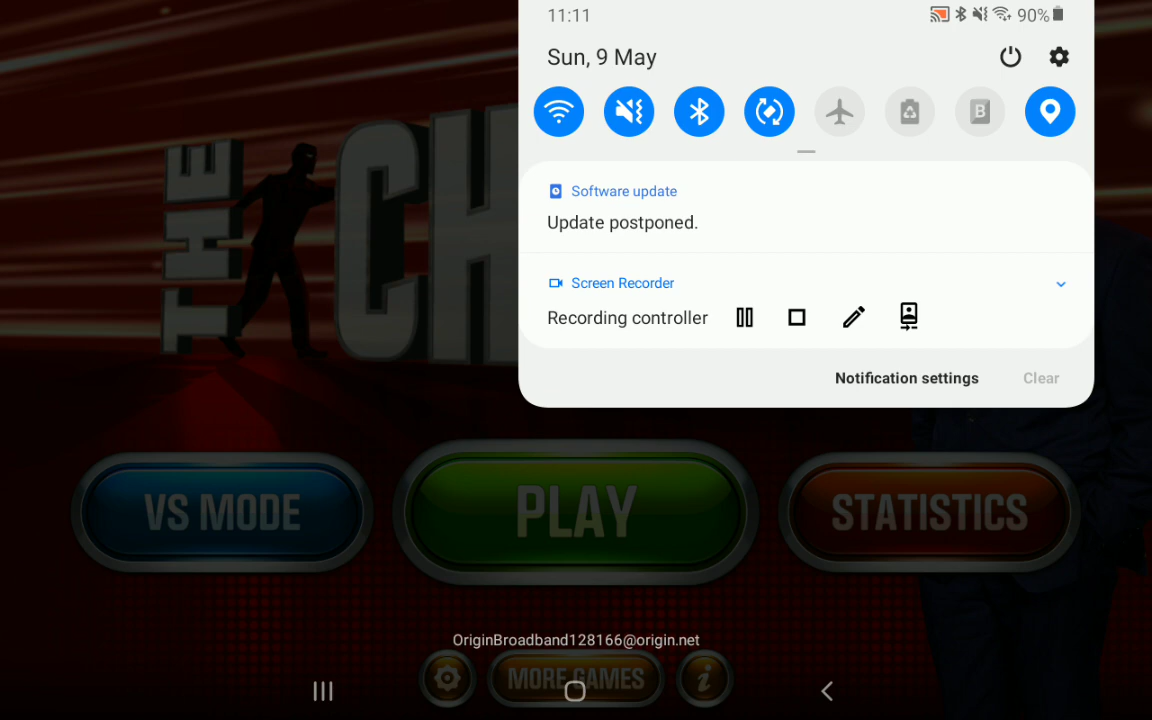 11:11
90%
Sun, 9 May
B
Software update
Update postponed.
Screen Recorder
Recording controller
Notification settings
Clear
THE
CH
VS MODE
PLAY
STATISTICS
OriginBroadband128166@origin.net
MORE GAMES
i